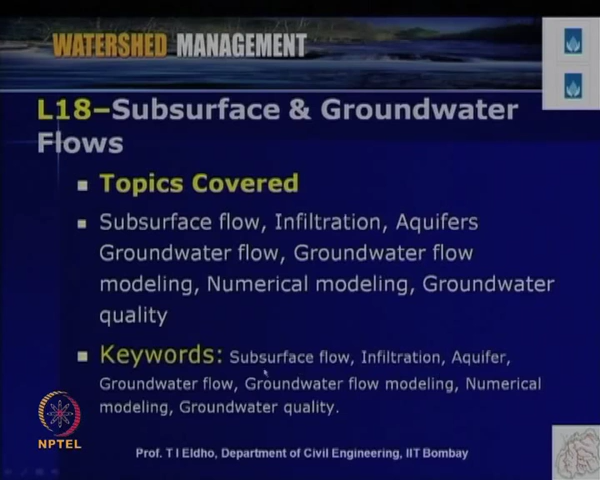 WATERSHED MANAGEMENT
L18–Subsurface & Groundwater
Flows
Topics Covered
Subsurface flow, Infiltration, Aquifers
Groundwater flow, Groundwater flow
modeling, Numerical modeling, Groundwater
quality
Keywords: Subsurface flow, Infiltration, Aquifer,
Groundwater flow, Groundwater flow modeling, Numerical
modeling, Groundwater quality.
NPTEL
Prof. T I Eldho, Department of Civil Engineering, IIT Bombay